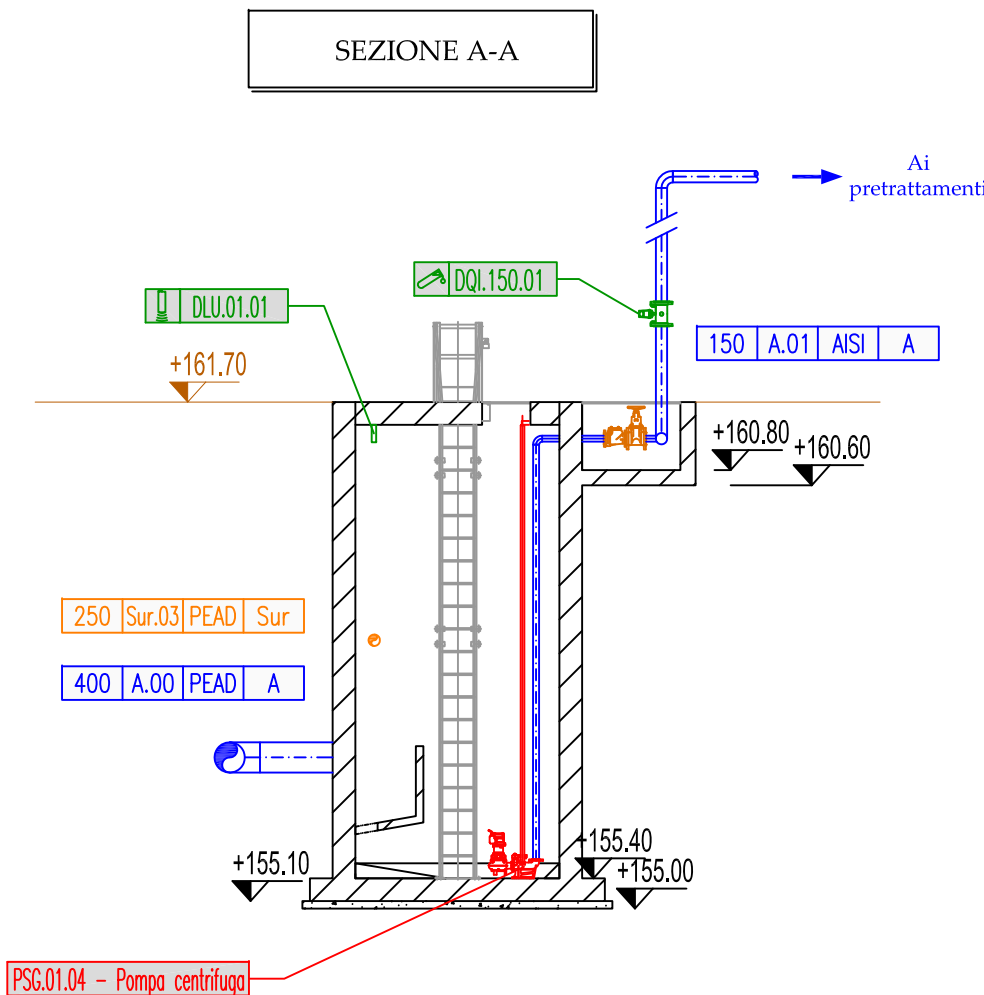 SEZIONE A-A
Ai
pretrattamenti
DQI.150.01
DLU.01.01
150 A.01 AISI A
+161.70
+160.80
+160.60
250 Sur.03 PEAD Sur
400 A.00 PEAD A
+155.40
+155.10
+155.00
PSG.01.04 - Pompa centrifuga